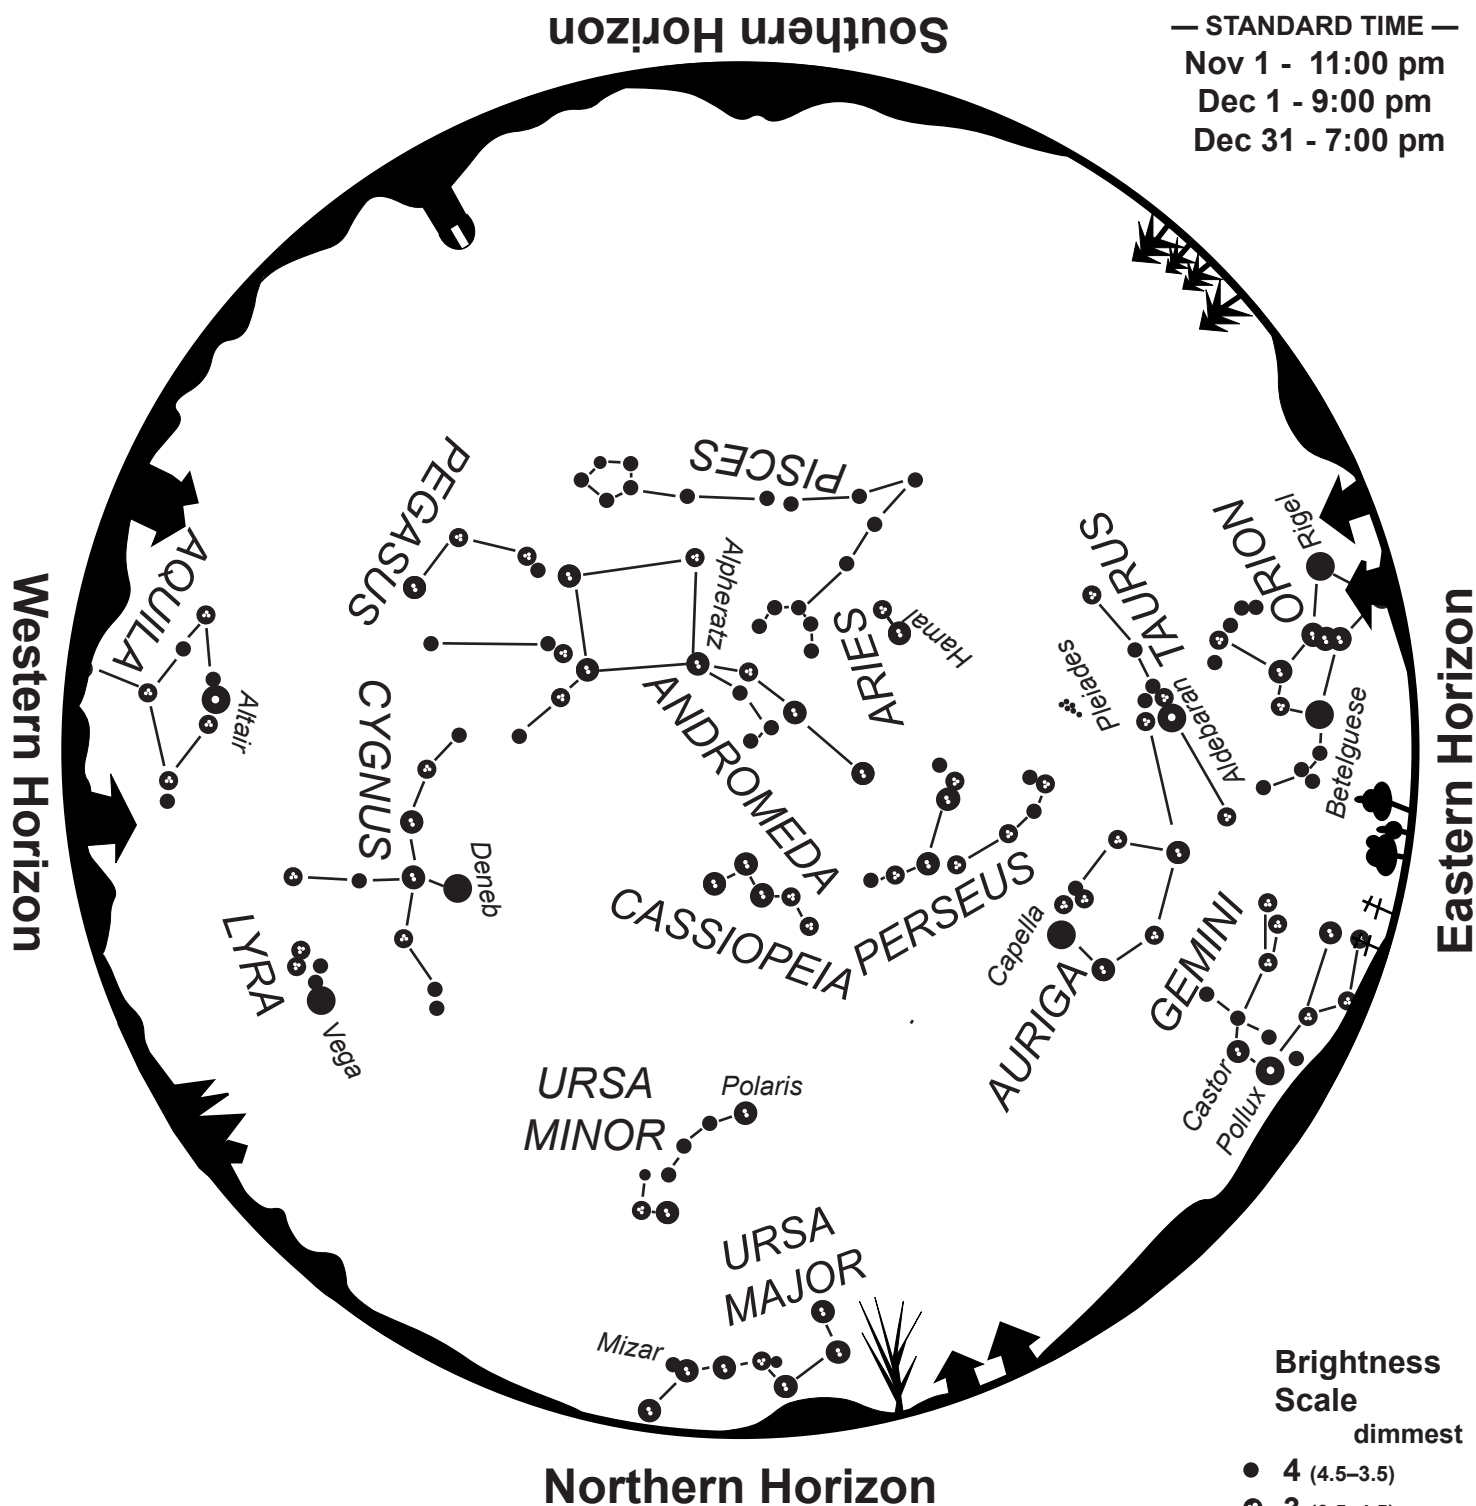 Southern Horizon
— STANDARD TIME —
Nov 1 - 11:00 pm
Dec 1 - 9:00 pm
Dec 31 - 7:00 pm
PEGASUS
PISCES
Alpheratz
ARIES
Hamal
TAURUS
Pleiades
Aldebaran
ORION
Rigel
Betelguese
AQUILA
Altair
Western Horizon
Eastern Horizon
CYGNUS
Deneb
ANDROMEDA
CASSIOPEIA
PERSEUS
Capella
AURIGA
GEMINI
Castor
Pollux
LYRA
Vega
URSA
MINOR
Polaris
URSA
MAJOR
Mizar
Northern Horizon
Brightness
Scale
dimmest
4 (4.5–3.5)